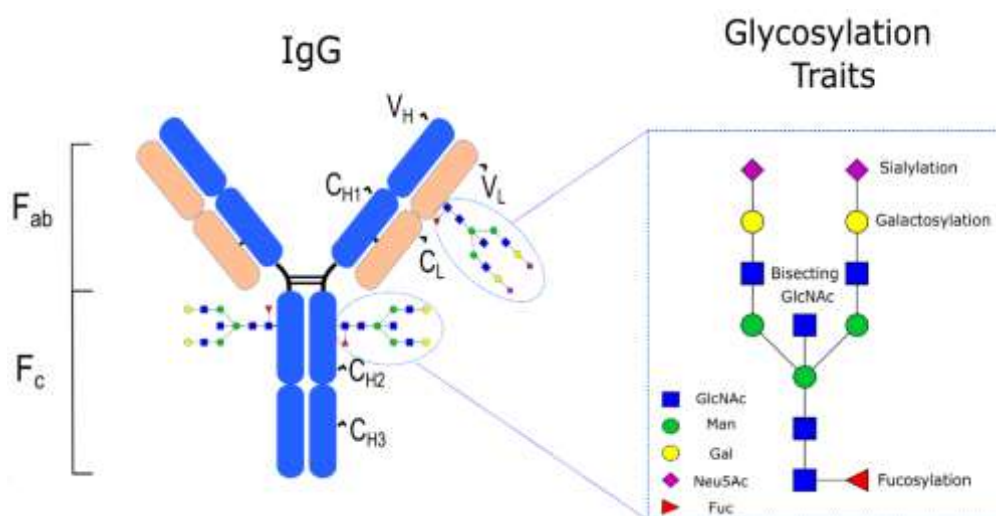 IgG
Glycosylation
Traits
VH
CH1
VL
CL
Fab
Fc
CH2
CH3
Sialylation
Galactosylation
Bisecting
GlcNAc
GlcNAc
Man
Gal
Neu5Ac
Fuc
Fucosylation